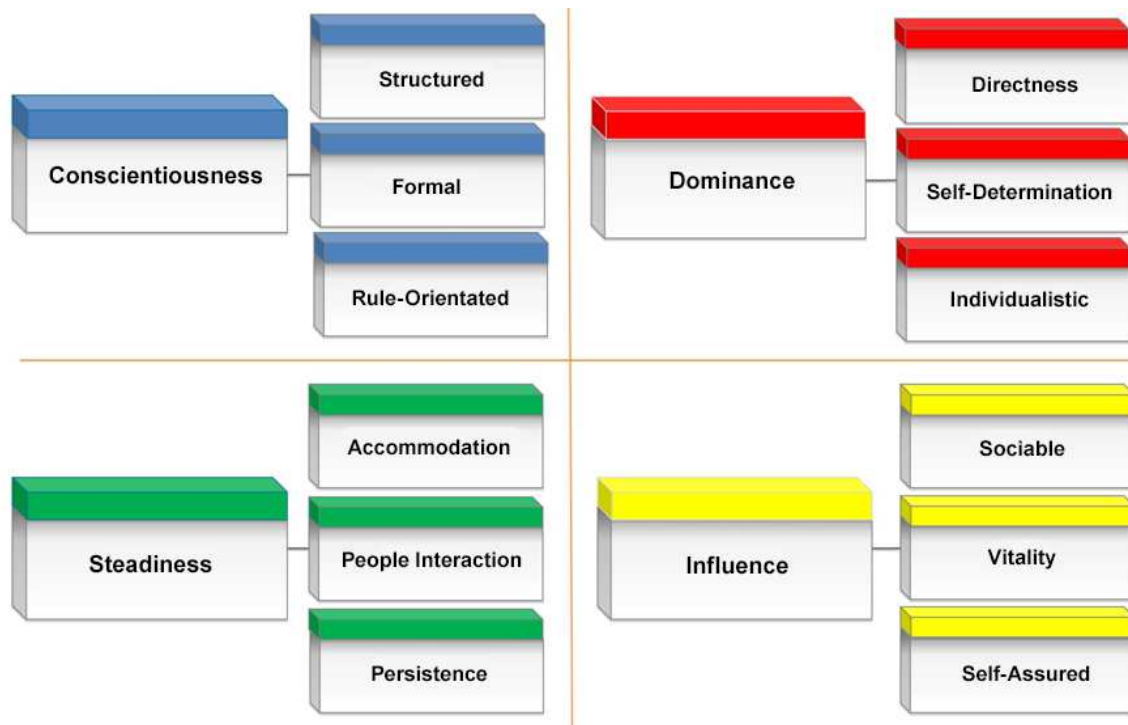 Conscientiousness
Structured
Formal
Rule-Orientated
Dominance
Directness
Self-Determination
Individualistic
Steadiness
Accommodation
People Interaction
Persistence
Influence
Sociable
Vitality
Self-Assured